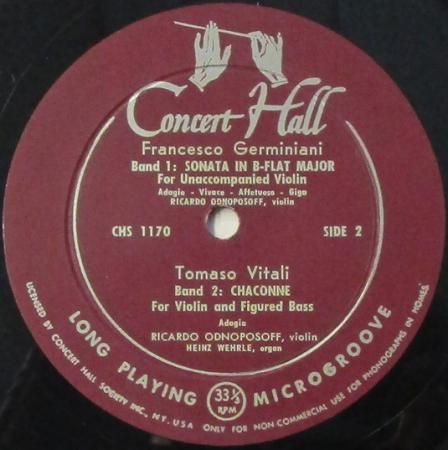 Concert Hall
Francesco Germiniani
Band 1: SONATA IN B-FLAT MAJOR
For Unaccompanied Violin
Adagio - Vivace - Affetuoso - Giga
RICARDO ODNOPOSOFF, violin
CHS 1170
SIDE 2
Tomaso Vitali
Band 2: CHACONNE
For Violin and Figured Bass
Adagio
RICARDO ODNOPOSOFF, violin
HEINZ WEHRLE, organ
LONG PLAYING 33⅓ RPM MICROGROOVE
LICENSED BY CONCERT HALL SOCIETY INC., N.Y. USA ONLY FOR NON COMMERCIAL USE FOR PHONOGRAPHS IN HOMES